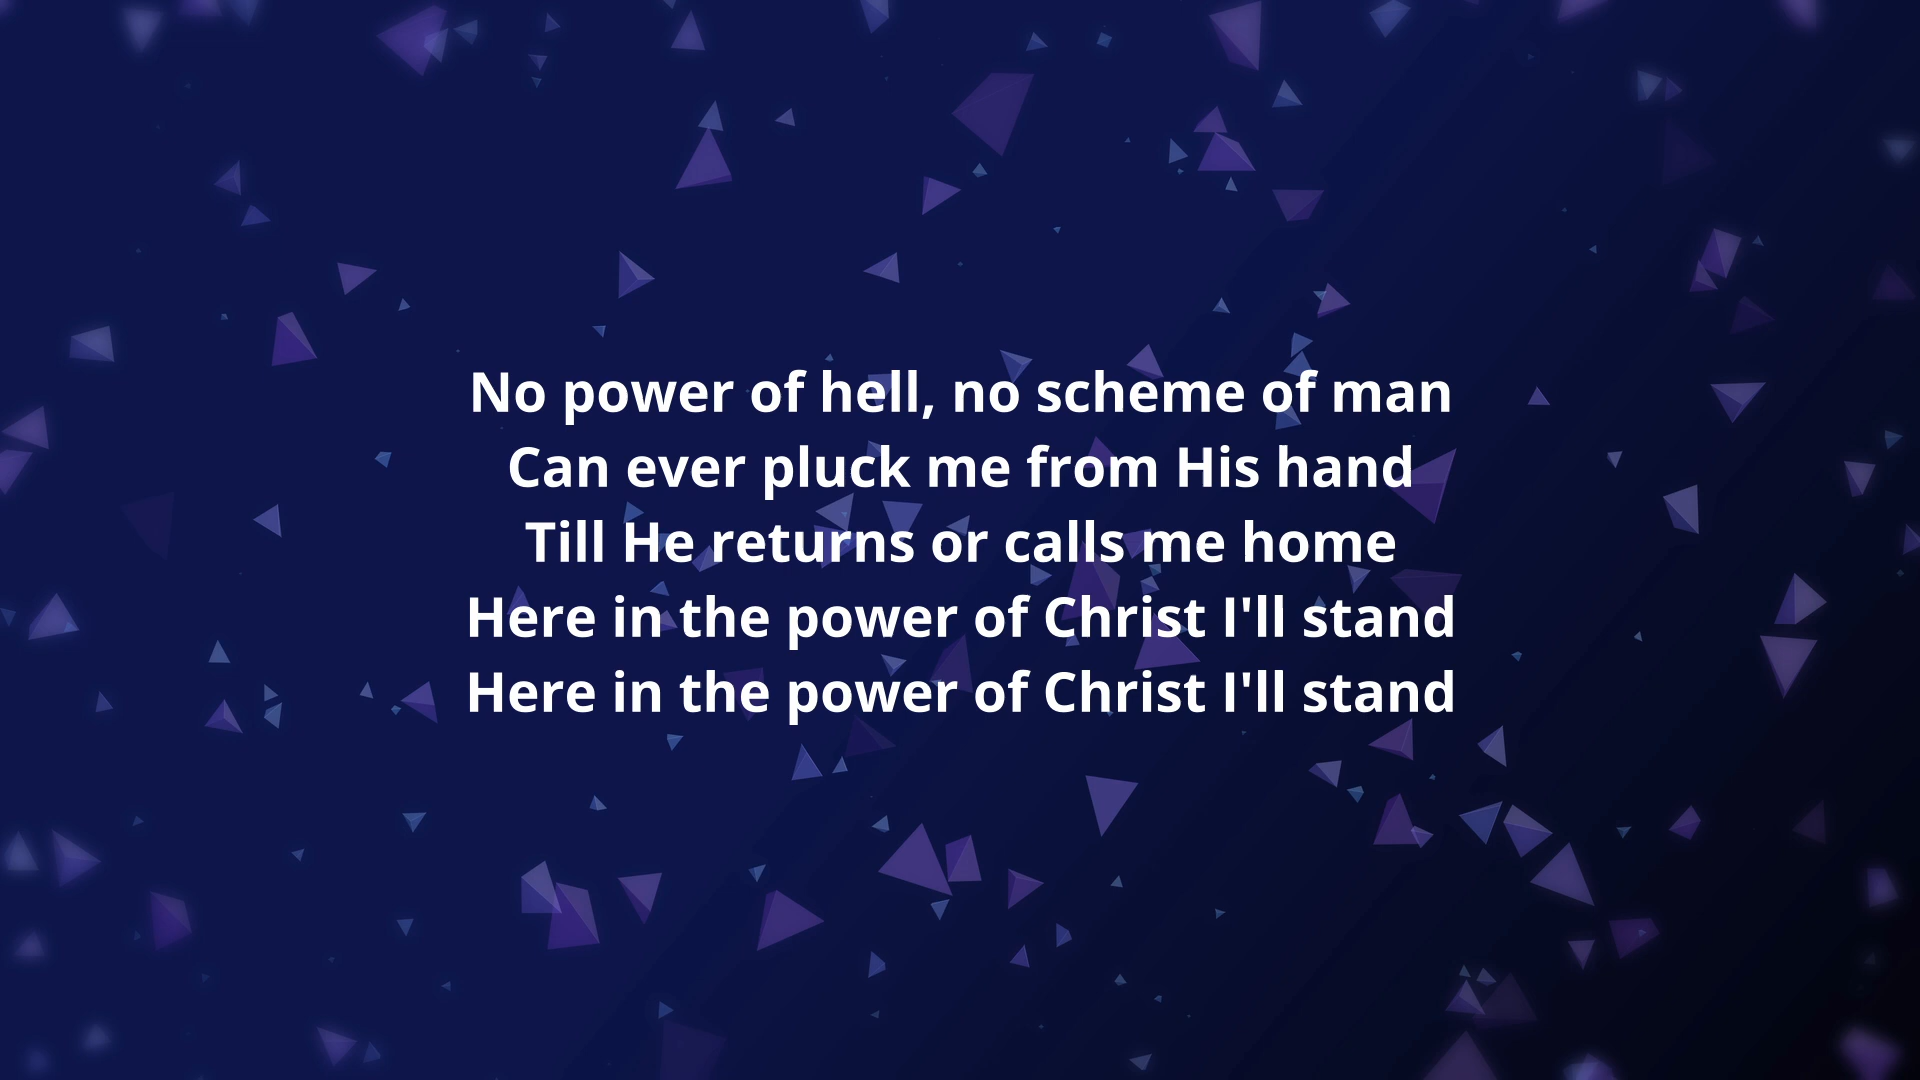 No power of hell, no scheme of man
Can ever pluck me from His hand
Till He returns or calls me home
Here in the power of Christ I'll stand
Here in the power of Christ I'll stand